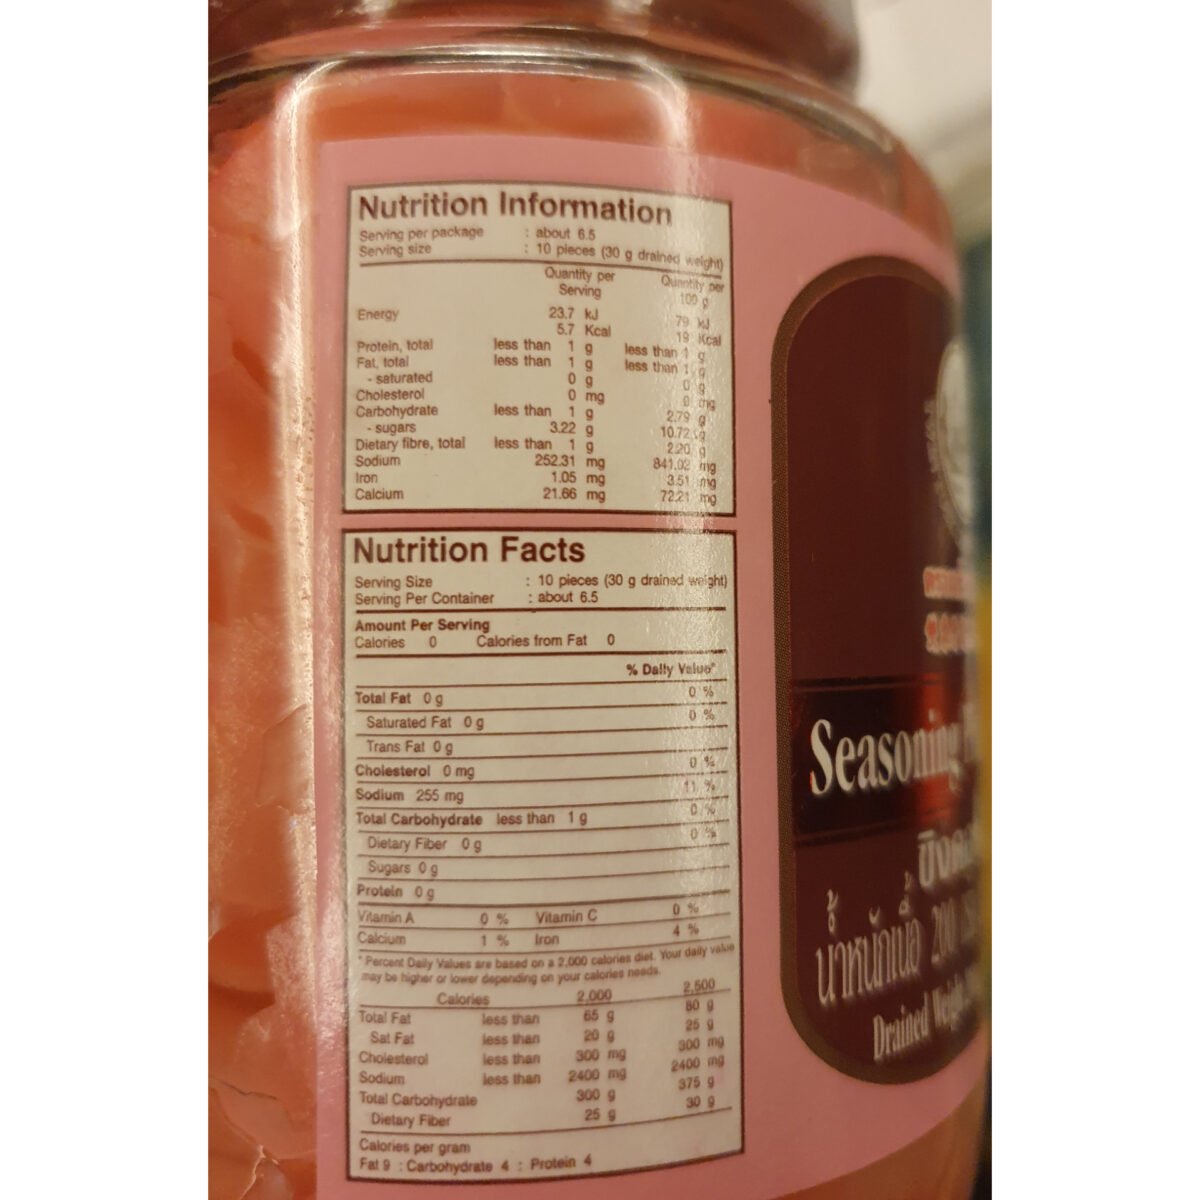 Nutrition Information
Serving per package : about 6.5
Serving size : 10 pieces (30 g drained weight)
Quantity per Serving Quantity per 100 g
Energy 23.7 kJ 79 kJ
5.7 Kcal 19 Kcal
Protein, total less than 1 g less than 1 g
Fat, total less than 1 g less than 1 g
- saturated 0 g 0 g
Cholesterol 0 mg 0 mg
Carbohydrate less than 1 g 2.79 g
- sugars 3.22 g 10.72 g
Dietary fibre, total less than 1 g 2.20 g
Sodium 252.31 mg 841.02 mg
Iron 1.05 mg 3.51 mg
Calcium 21.66 mg 72.21 mg
Nutrition Facts
Serving Size : 10 pieces (30 g drained weight)
Serving Per Container : about 6.5
Amount Per Serving
Calories 0 Calories from Fat 0
% Daily Value*
Total Fat 0 g 0 %
Saturated Fat 0 g 0 %
Trans Fat 0 g
Cholesterol 0 mg 0 %
Sodium 255 mg 11 %
Total Carbohydrate less than 1 g 0 %
Dietary Fiber 0 g 0 %
Sugars 0 g
Protein 0 g
Vitamin A 0 % Vitamin C 0 %
Calcium 1 % Iron 4 %
* Percent Daily Values are based on a 2,000 calories diet. Your daily value
may be higher or lower depending on your calories needs.
Calories 2,000 2,500
Total Fat less than 65 g 80 g
Sat Fat less than 20 g 25 g
Cholesterol less than 300 mg 300 mg
Sodium less than 2400 mg 2400 mg
Total Carbohydrate 300 g 375 g
Dietary Fiber 25 g 30 g
Calories per gram
Fat 9 : Carbohydrate 4 : Protein 4
Seasoning
น้ำหนักเนื้อ 200
Drained